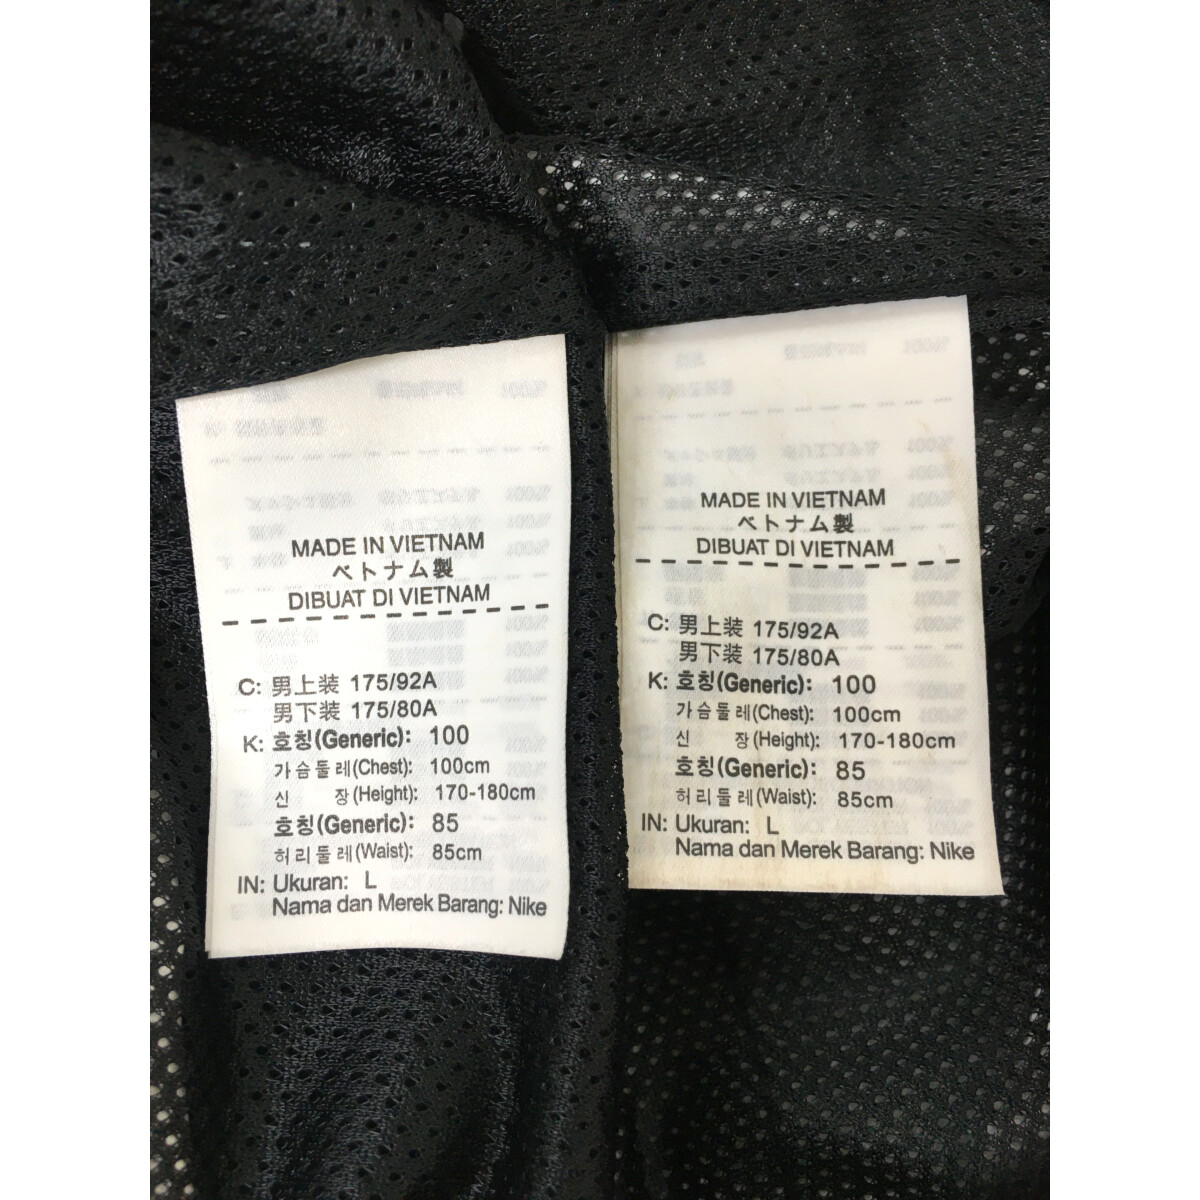 MADE IN VIETNAM
ベトナム製
DIBUAT DI VIETNAM
C: 男上装 175/92A
男下装 175/80A
K: 호칭(Generic): 100
가슴둘레(Chest): 100cm
신 장(Height): 170-180cm
호칭(Generic): 85
허리둘레(Waist): 85cm
IN: Ukuran: L
Nama dan Merek Barang: Nike
MADE IN VIETNAM
ベトナム製
DIBUAT DI VIETNAM
C: 男上装 175/92A
男下装 175/80A
K: 호칭(Generic): 100
가슴둘레(Chest): 100cm
신 장(Height): 170-180cm
호칭(Generic): 85
허리둘레(Waist): 85cm
IN: Ukuran: L
Nama dan Merek Barang: Nike